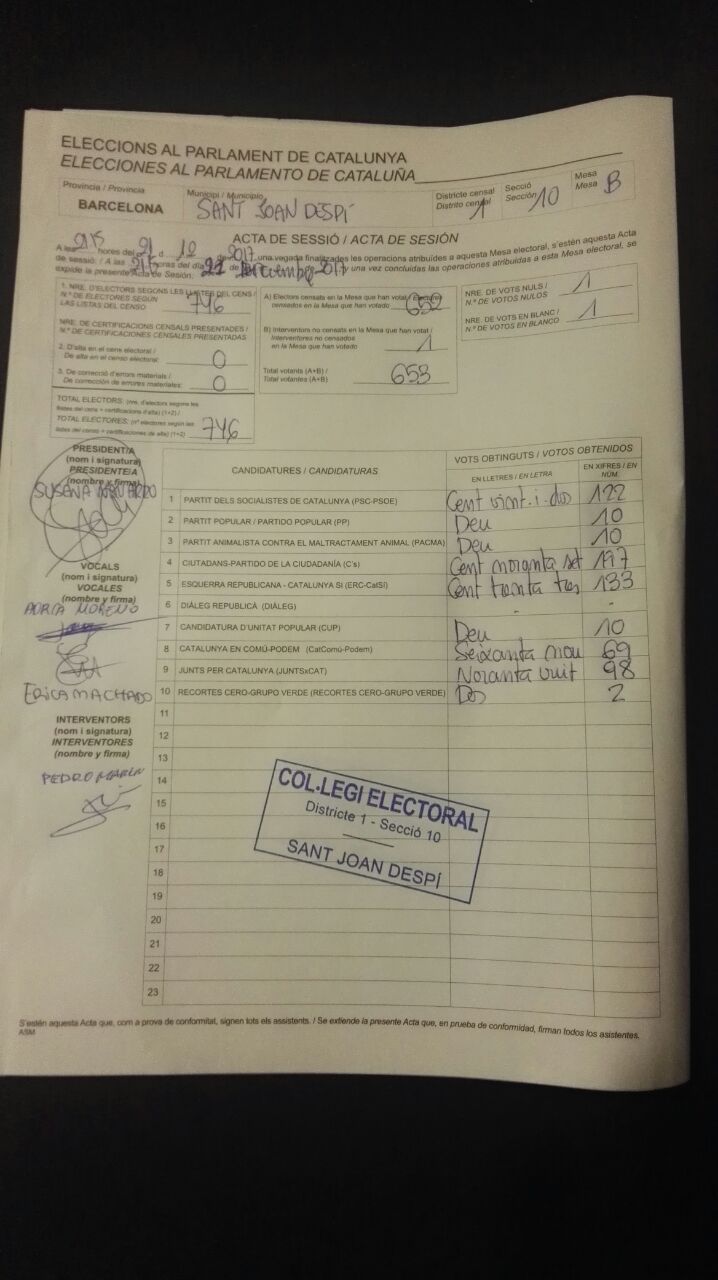 ELECCIONS AL PARLAMENT DE CATALUNYA
ELECCIONES AL PARLAMENTO DE CATALUÑA
Província / Provincia
BARCELONA
Municipi / Municipio
SANT JOAN DESPÍ
Districte censal
Distrito censal
1
Secció
Sección
10
Mesa
Mesa
B
ACTA DE SESSIÓ / ACTA DE SESIÓN
A les 2115 hores del 21 d 12 de 2017, una vegada finalitzades les operacions atribuïdes a aquesta Mesa electoral, s'estén aquesta Acta
de sessió. / A las 2115 horas del día 21 de Diciembre 2017, una vez concluidas las operaciones atribuidas a esta Mesa electoral, se
expide la presente Acta de Sesión.
1. NRE. D'ELECTORS SEGONS LES LLISTES DEL CENS /
N.º DE ELECTORES SEGÚN
LAS LISTAS DEL CENSO
746
NRE. DE CERTIFICACIONS CENSALS PRESENTADES /
N.º DE CERTIFICACIONES CENSALES PRESENTADAS
2. D'alta en el cens electoral /
De alta en el censo electoral:
0
3. De correcció d'errors materials /
De corrección de errores materiales:
0
TOTAL ELECTORS: (nre. d'electors segons les
llistes del cens + certificacions d'alta) (1+2) /
TOTAL ELECTORES: (nº electores según las
listas del censo + certificaciones de alta) (1+2)
746
A) Electors censats en la Mesa que han votat / Electores
censados en la Mesa que han votado
652
B) Interventors no censats en la Mesa que han votat /
Interventores no censados
en la Mesa que han votado
1
Total votants (A+B) /
Total votantes (A+B)
653
NRE. DE VOTS NULS /
N.º DE VOTOS NULOS
1
NRE. DE VOTS EN BLANC /
N.º DE VOTOS EN BLANCO
1
PRESIDENT/A
(nom i signatura)
PRESIDENTE/A
(nombre y firma)
SUSANA
VOCALS
(nom i signatura)
VOCALES
(nombre y firma)
ADRIÀ MORENO
ERICA MACHADO
INTERVENTORS
(nom i signatura)
INTERVENTORES
(nombre y firma)
PEDRO MARIN
CANDIDATURES / CANDIDATURAS
VOTS OBTINGUTS / VOTOS OBTENIDOS
EN LLETRES / EN LETRA
EN XIFRES / EN NÚM.
1 PARTIT DELS SOCIALISTES DE CATALUNYA (PSC-PSOE) Cent vint-i-dos 122
2 PARTIT POPULAR / PARTIDO POPULAR (PP) Deu 10
3 PARTIT ANIMALISTA CONTRA EL MALTRACTAMENT ANIMAL (PACMA) Deu 10
4 CIUTADANS-PARTIDO DE LA CIUDADANÍA (C's) Cent noranta set 197
5 ESQUERRA REPUBLICANA - CATALUNYA SÍ (ERC-CatSí) Cent trenta tres 133
6 DIÀLEG REPUBLICÀ (DIÀLEG) - -
7 CANDIDATURA D'UNITAT POPULAR (CUP) Deu 10
8 CATALUNYA EN COMÚ-PODEM (CatComú-Podem) Seixanta nou 69
9 JUNTS PER CATALUNYA (JUNTSxCAT) Noranta vuit 98
10 RECORTES CERO-GRUPO VERDE (RECORTES CERO-GRUPO VERDE) Dos 2
11
12
13
14
15
16
17
18
19
20
21
22
23
COL·LEGI ELECTORAL
Districte 1 - Secció 10
SANT JOAN DESPÍ
S'estén aquesta Acta que, com a prova de conformitat, signen tots els assistents. / Se extiende la presente Acta que, en prueba de conformidad, firman todos los asistentes.
ASM